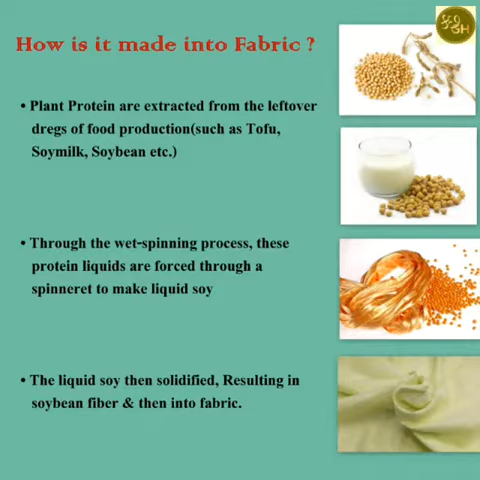 How is it made into Fabric ?
• Plant Protein are extracted from the leftover
dregs of food production(such as Tofu,
Soymilk, Soybean etc.)
• Through the wet-spinning process, these
protein liquids are forced through a
spinneret to make liquid soy
• The liquid soy then solidified, Resulting in
soybean fiber & then into fabric.